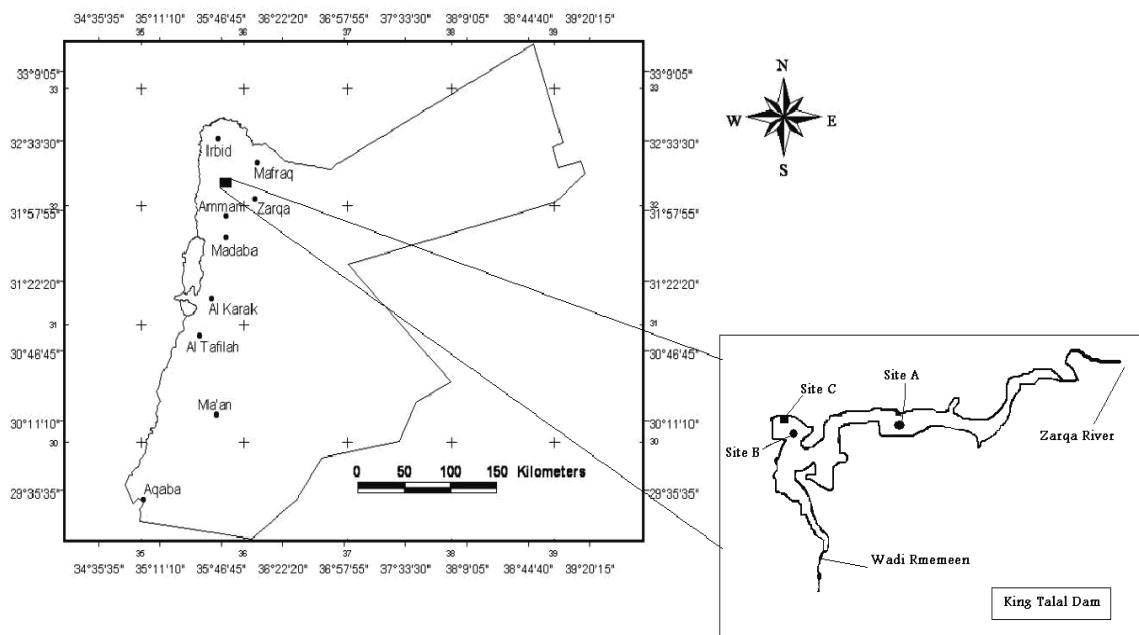 34°35'35" 35°11'10" 35°46'45" 36°22'20" 36°57'55" 37°33'30" 38°9'05" 38°44'40" 39°20'15"
35 36 37 38 39
33°9'05" 33°9'05"
33 33
32°33'30" 32°33'30"
Irbid
Mafraq
32 32
31°57'55" 31°57'55"
Zarqa
Amman
Madaba
31°22'20" 31°22'20"
Al Karak
31 31
Al Tafilah
30°46'45" 30°46'45"
Ma'an
30°11'10" 30°11'10"
30 30
0 50 100 150 Kilometers
29°35'35" 29°35'35"
Aqaba
35 36 37 38 39
34°35'35" 35°11'10" 35°46'45" 36°22'20" 36°57'55" 37°33'30" 38°9'05" 38°44'40" 39°20'15"
N
W E
S
Site A
Site C
Site B
Zarqa River
Wadi Rmemeen
King Talal Dam